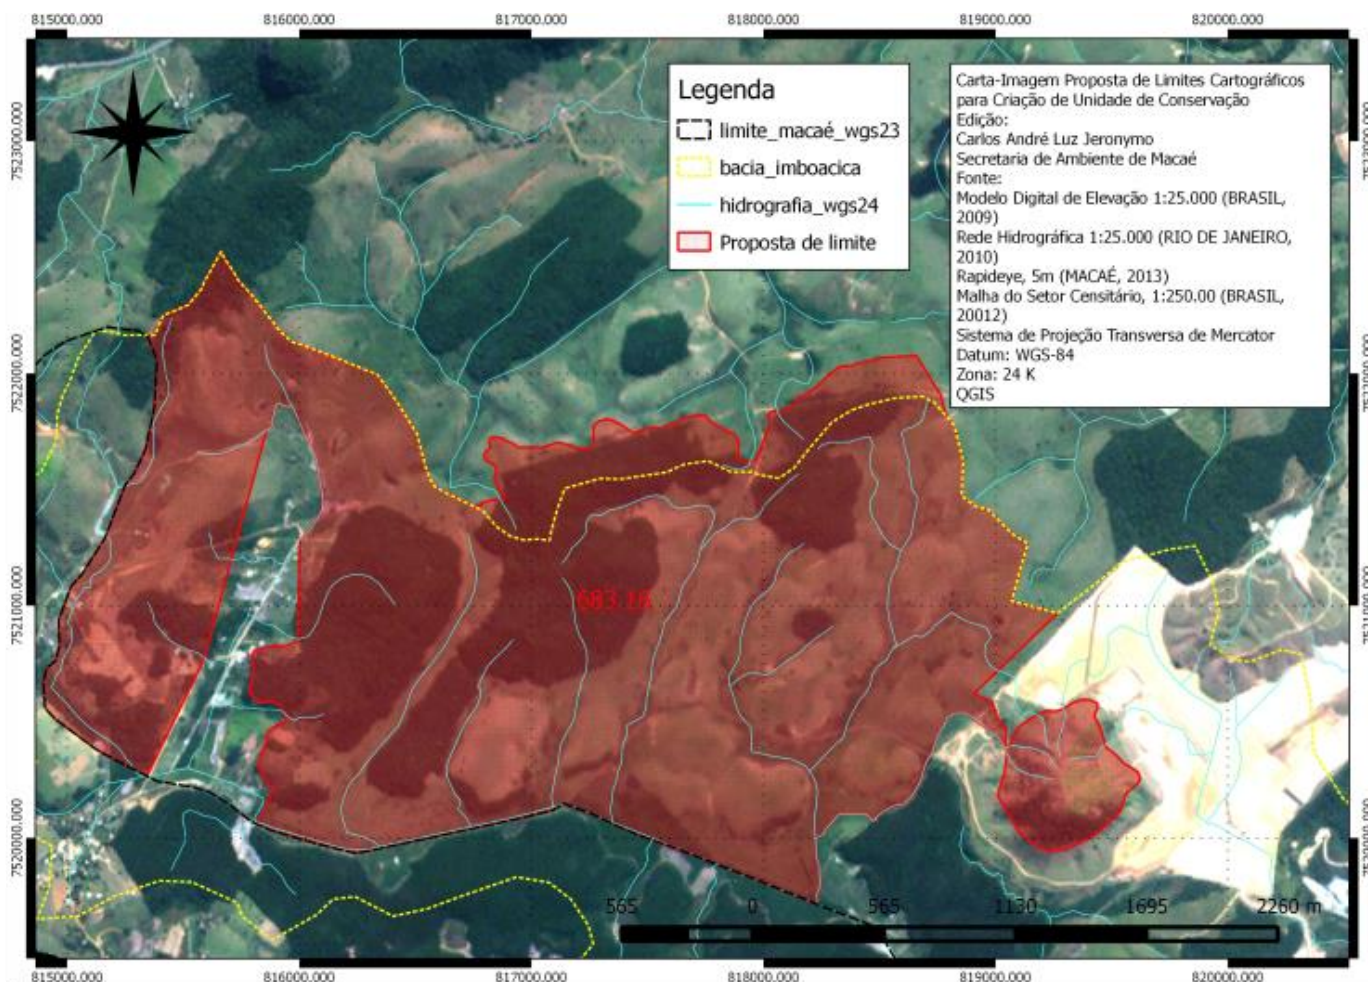 815000.000
816000.000
817000.000
818000.000
819000.000
820000.000
Legenda
limite_macaé_wgs23
bacia_imboacica
hidrografia_wgs24
Proposta de limite
Carta-Imagem Proposta de Limites Cartográficos
para Criação de Unidade de Conservação
Edição:
Carlos André Luz Jeronymo
Secretaria de Ambiente de Macaé
Fonte:
Modelo Digital de Elevação 1:25.000 (BRASIL,
2009)
Rede Hidrográfica 1:25.000 (RIO DE JANEIRO,
2010)
Rapideye, 5m (MACAÉ, 2013)
Malha do Setor Censitário, 1:250.00 (BRASIL,
20012)
Sistema de Projeção Transversa de Mercator
Datum: WGS-84
Zona: 24 K
QGIS
7523000.000
7522000.000
7521000.000
7520000.000
565
0
565
1130
1695
2260 m
815000.000
816000.000
817000.000
818000.000
819000.000
820000.000